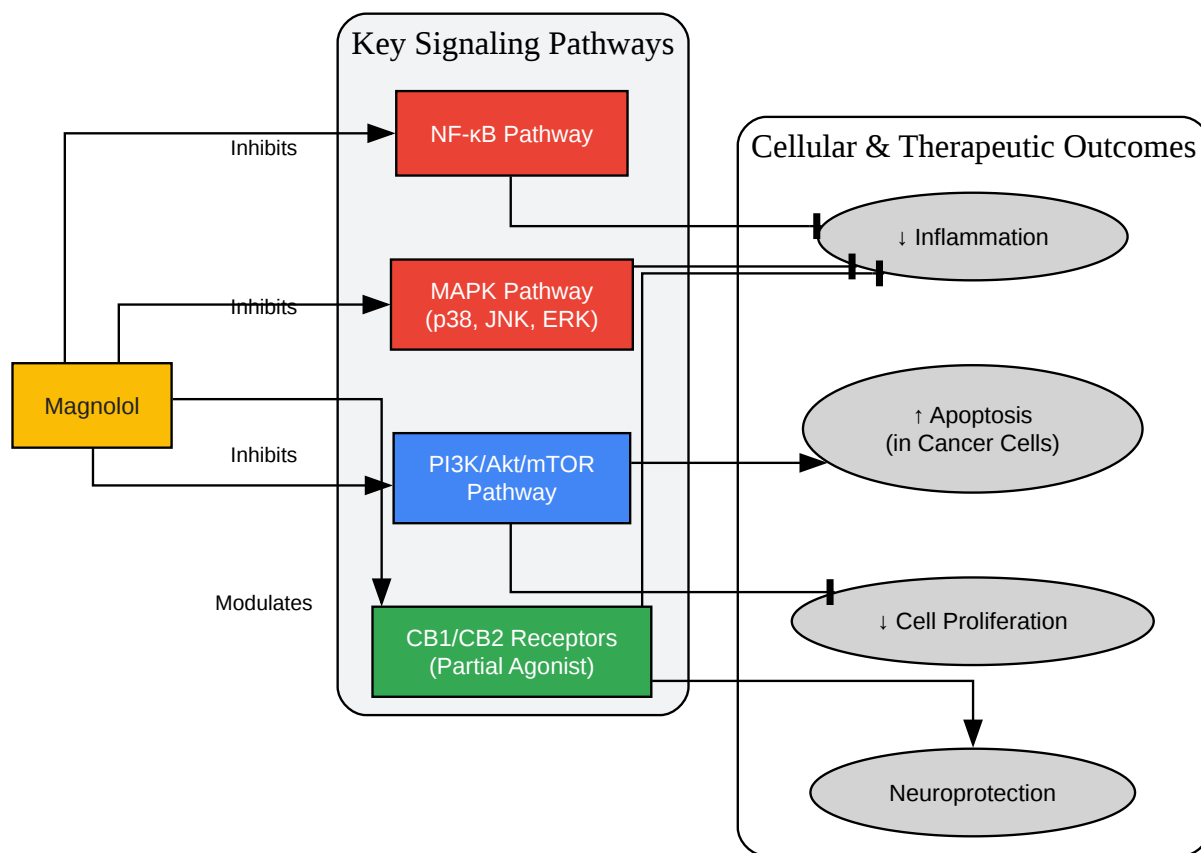 Key Signaling Pathways
NF-κB Pathway
Inhibits
MAPK Pathway
(p38, JNK, ERK)
Inhibits
Magnolol
Inhibits
PI3K/Akt/mTOR
Pathway
Modulates
CB1/CB2 Receptors
(Partial Agonist)
Cellular & Therapeutic Outcomes
↓ Inflammation
↑ Apoptosis
(in Cancer Cells)
↓ Cell Proliferation
Neuroprotection